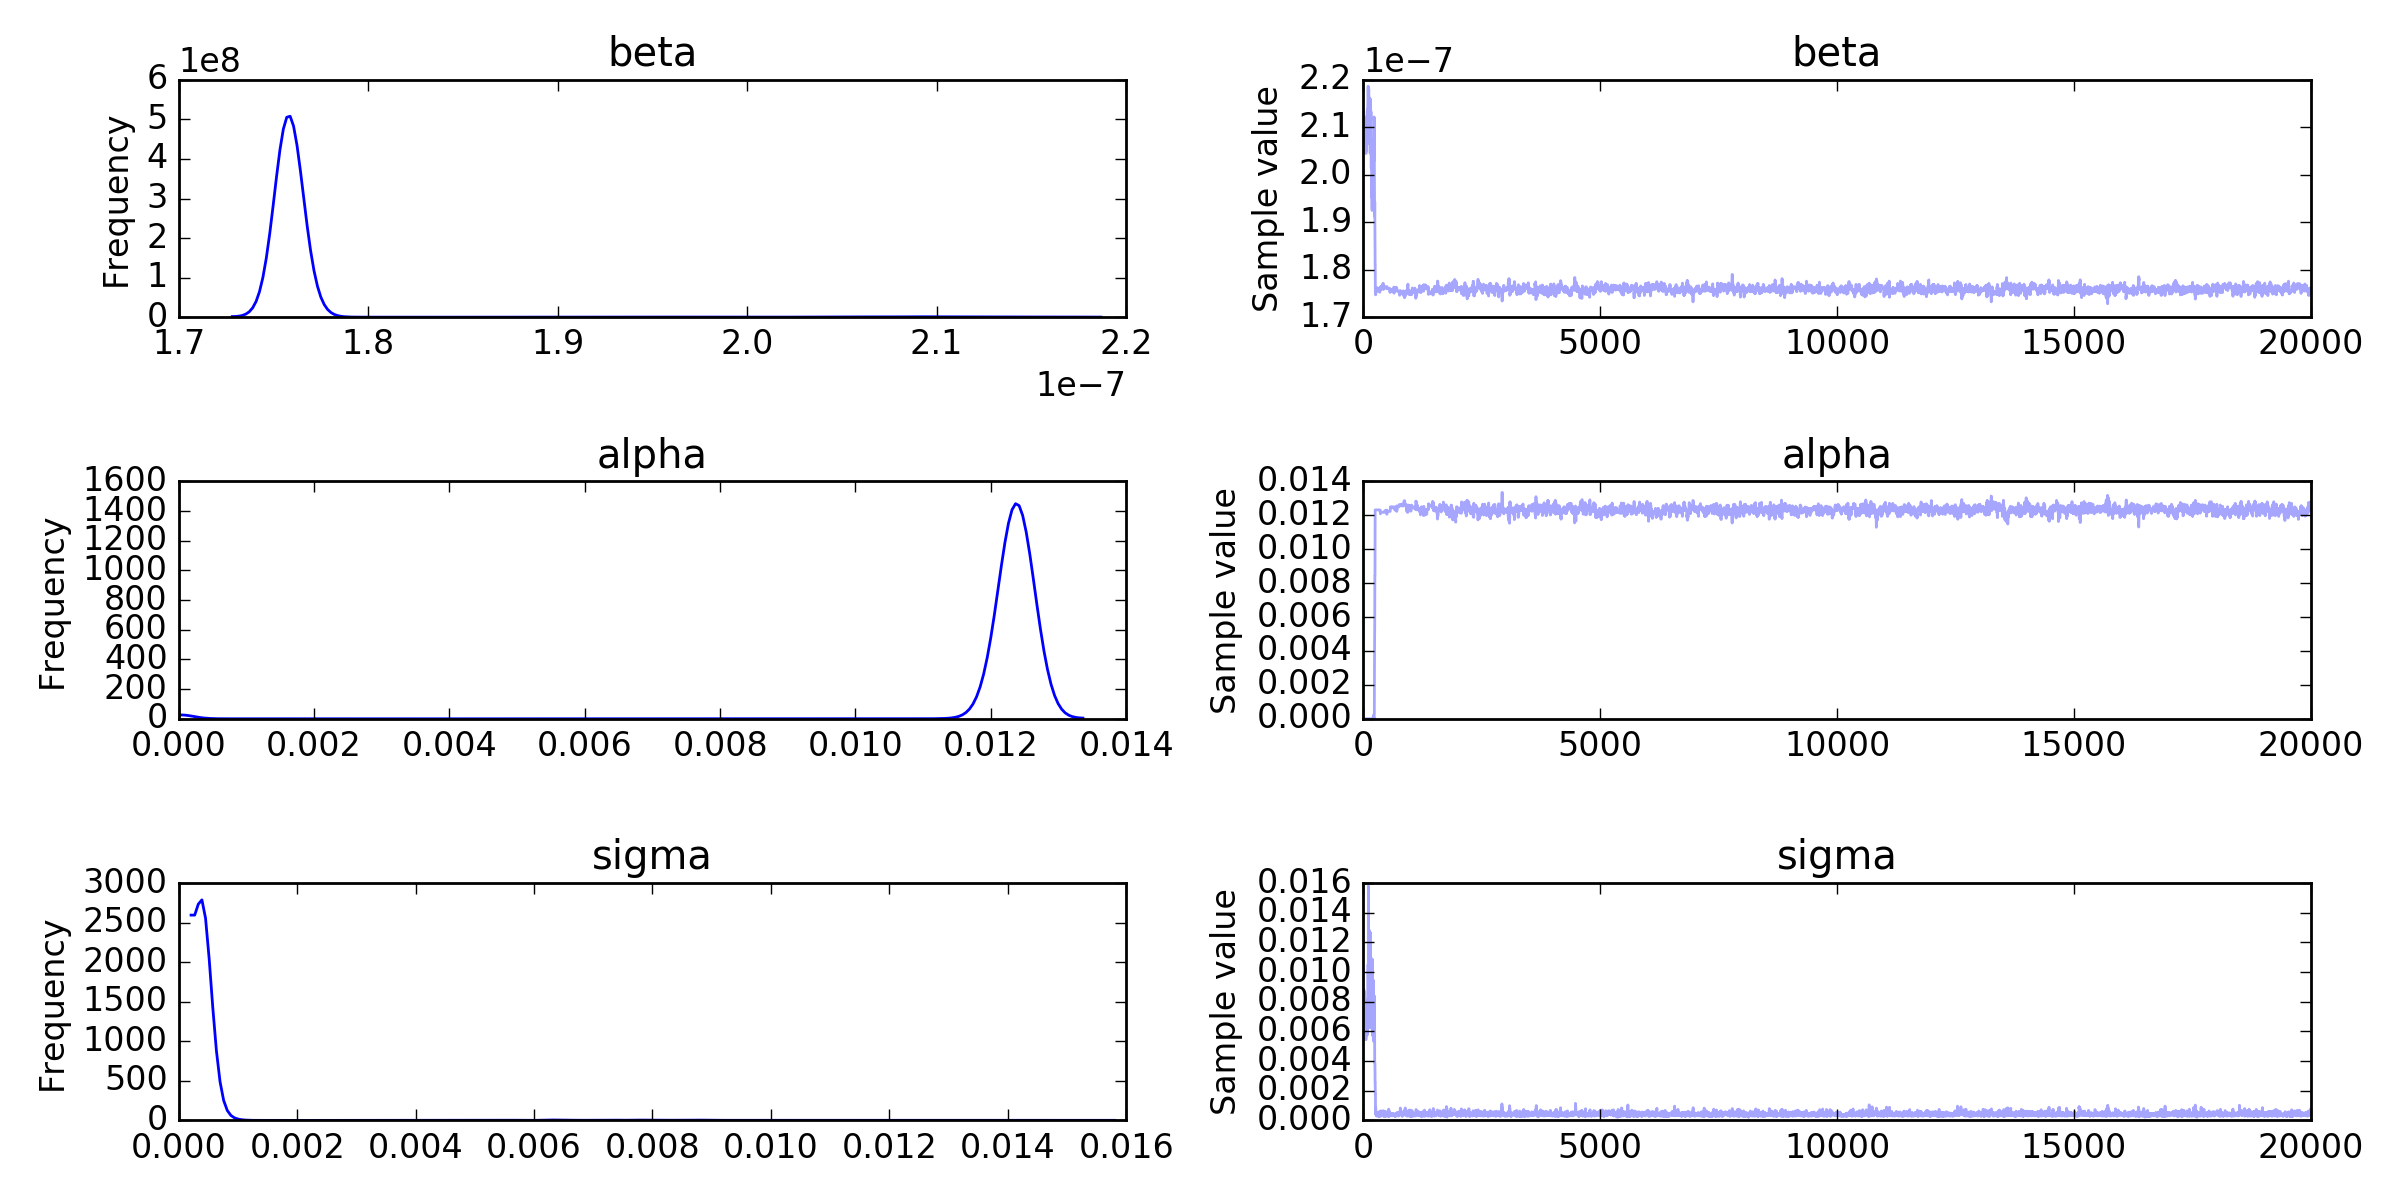 beta
1e8
6
5
4
3
2
1
0
Frequency
1.7 1.8 1.9 2.0 2.1 2.2
1e−7
beta
1e−7
2.2
2.1
2.0
1.9
1.8
1.7
Sample value
0 5000 10000 15000 20000
alpha
1600
1400
1200
1000
800
600
400
200
0
Frequency
0.000 0.002 0.004 0.006 0.008 0.010 0.012 0.014
alpha
0.014
0.012
0.010
0.008
0.006
0.004
0.002
0.000
Sample value
0 5000 10000 15000 20000
sigma
3000
2500
2000
1500
1000
500
0
Frequency
0.000 0.002 0.004 0.006 0.008 0.010 0.012 0.014 0.016
sigma
0.016
0.014
0.012
0.010
0.008
0.006
0.004
0.002
0.000
Sample value
0 5000 10000 15000 20000